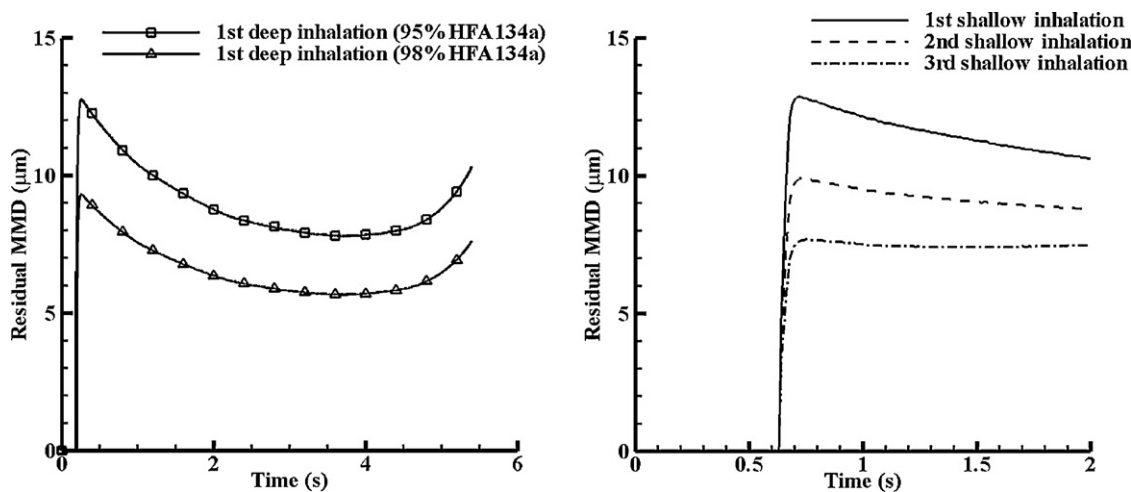 1st deep inhalation (95% HFA134a)
1st deep inhalation (98% HFA134a)
15
10
5
0
Residual MMD (μm)
0
2
4
6
Time (s)
1st shallow inhalation
2nd shallow inhalation
3rd shallow inhalation
15
10
5
0
Residual MMD (μm)
0
0.5
1
1.5
2
Time (s)